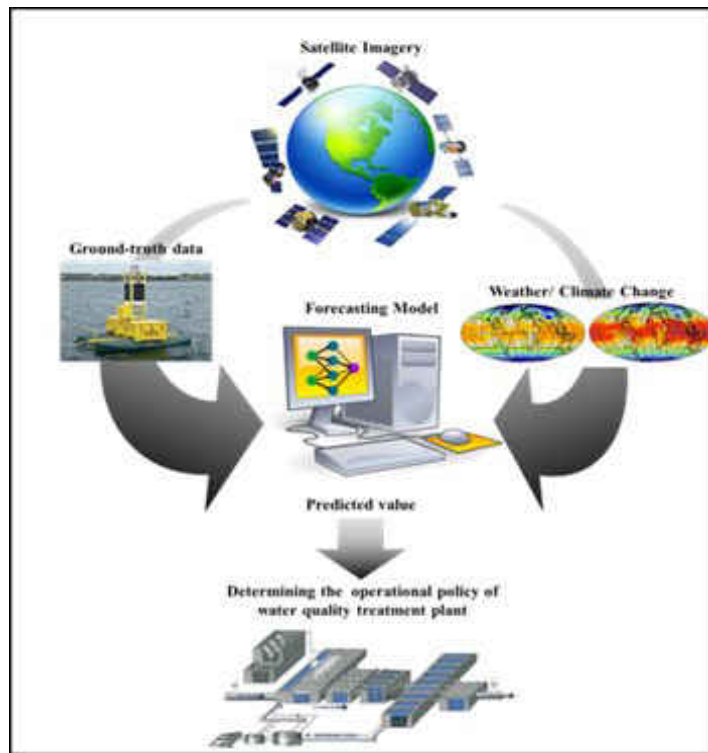 Satellite Imagery
Ground-truth data
Weather/ Climate Change
Forecasting Model
Predicted value
Determining the operational policy of
water quality treatment plant